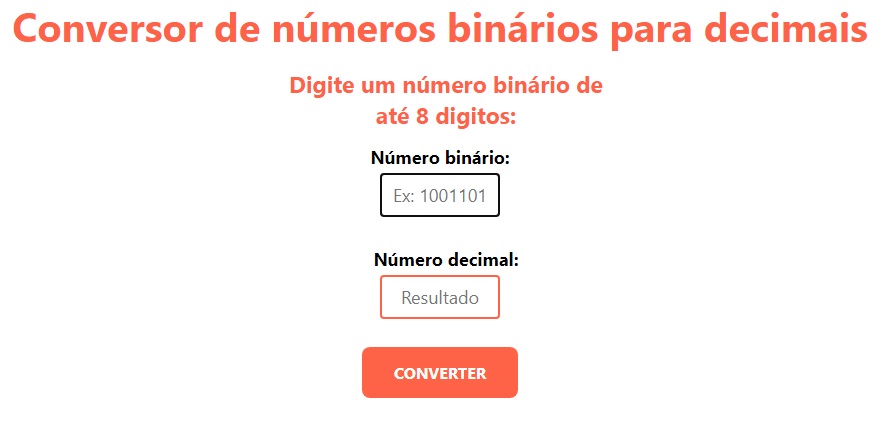 Conversor de números binários para decimais
Digite um número binário de
até 8 digitos:
Número binário:
Ex: 1001101
Número decimal:
Resultado
CONVERTER